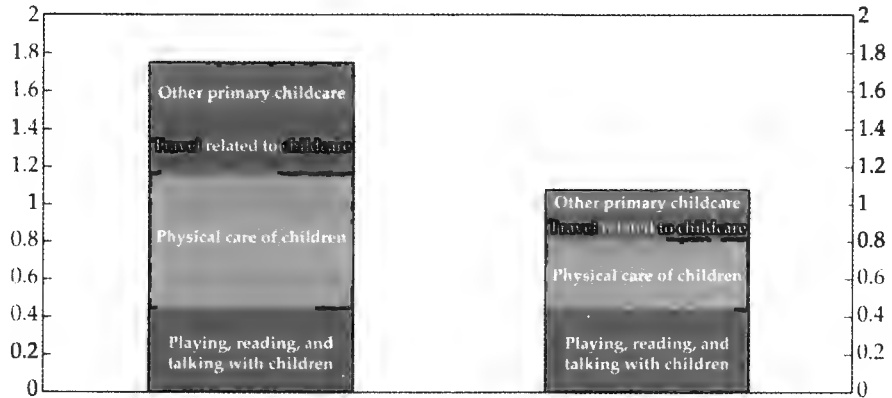 2
1.8
1.6
1.4
1.2
1
0.8
0.6
0.4
0.2
0
Other primary childcare
Travel related to childcare
Physical care of children
Playing, reading, and
talking with children
Other primary childcare
Travel related to childcare
Physical care of children
Playing, reading, and
talking with children
2
1.8
1.6
1.4
1.2
1
0.8
0.6
0.4
0.2
0